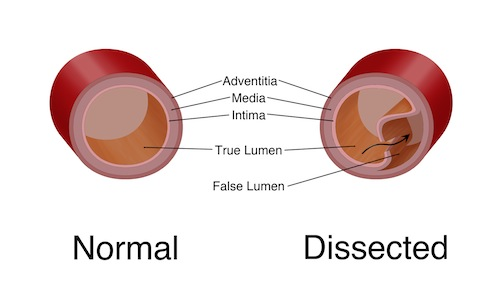 Adventitia
Media
Intima
True Lumen
False Lumen
Normal
Dissected